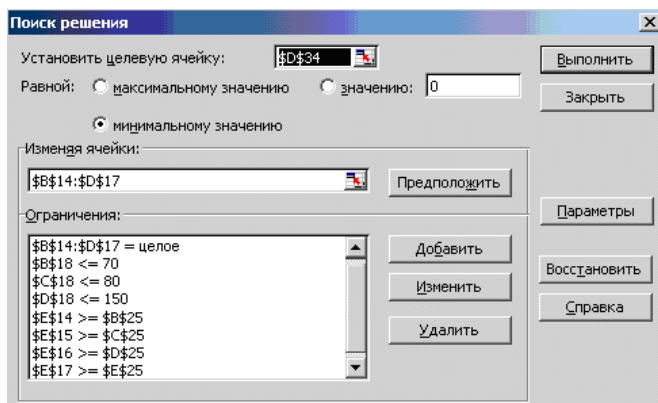 Поиск решения
Установить целевую ячейку: $D$34 Выполнить
Равной: максимальному значению значению: 0 Закрыть
минимальному значению
Изменяя ячейки:
$B$14:$D$17 Предположить
Ограничения: Параметры
$B$14:$D$17 = целое Добавить
$B$18 <= 70
$C$18 <= 80 Изменить Восстановить
$D$18 <= 150
$E$14 >= $B$25 Удалить Справка
$E$15 >= $C$25
$E$16 >= $D$25
$E$17 >= $E$25